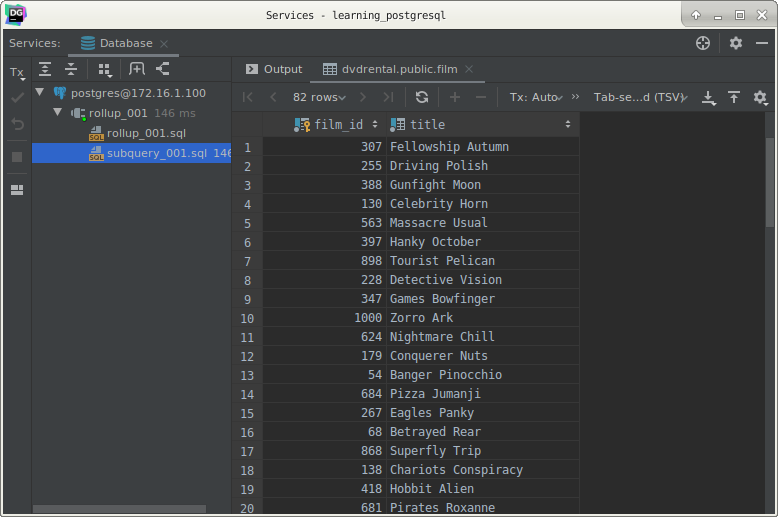 DG
Services - learning_postgresql
Services: Database
Tx
Output dvdrental.public.film
postgres@172.16.1.100
rollup_001 146 ms
rollup_001.sql
subquery_001.sql 146
82 rows Tx: Auto Tab-se...d (TSV)
film_id title
1 307 Fellowship Autumn
2 255 Driving Polish
3 388 Gunfight Moon
4 130 Celebrity Horn
5 563 Massacre Usual
6 397 Hanky October
7 898 Tourist Pelican
8 228 Detective Vision
9 347 Games Bowfinger
10 1000 Zorro Ark
11 624 Nightmare Chill
12 179 Conquerer Nuts
13 54 Banger Pinocchio
14 684 Pizza Jumanji
15 267 Eagles Panky
16 68 Betrayed Rear
17 868 Superfly Trip
18 138 Chariots Conspiracy
19 418 Hobbit Alien
20 681 Pirates Roxanne